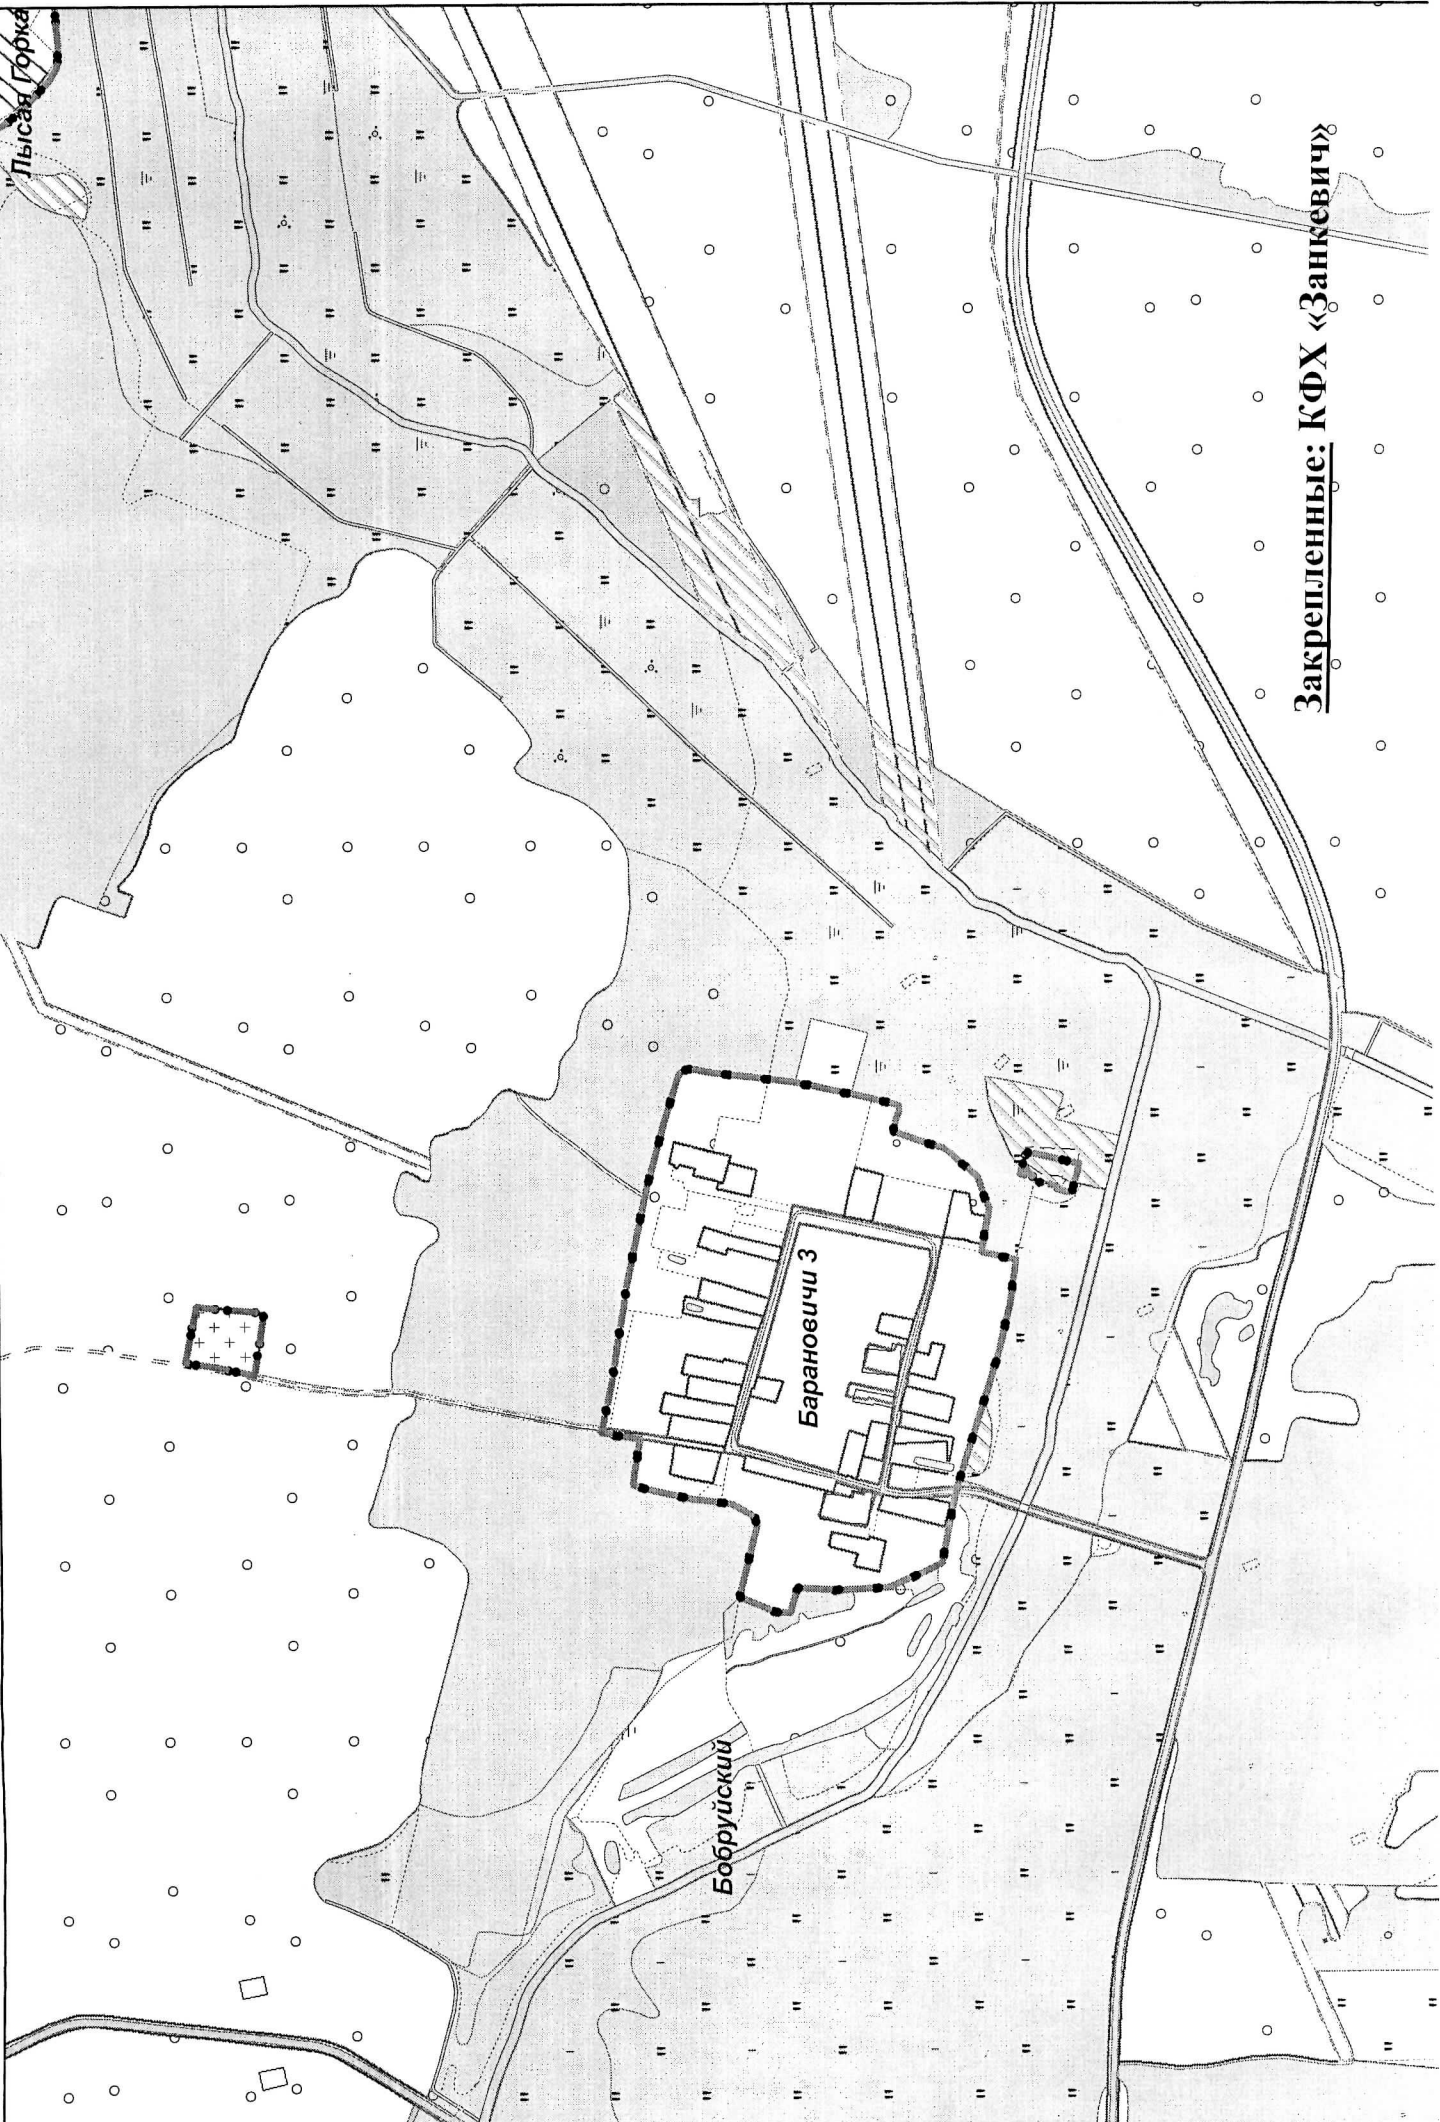 Лысая Горка
Барановичи 3
Бобруйский
Закрепленные: КФХ «Занкевич»